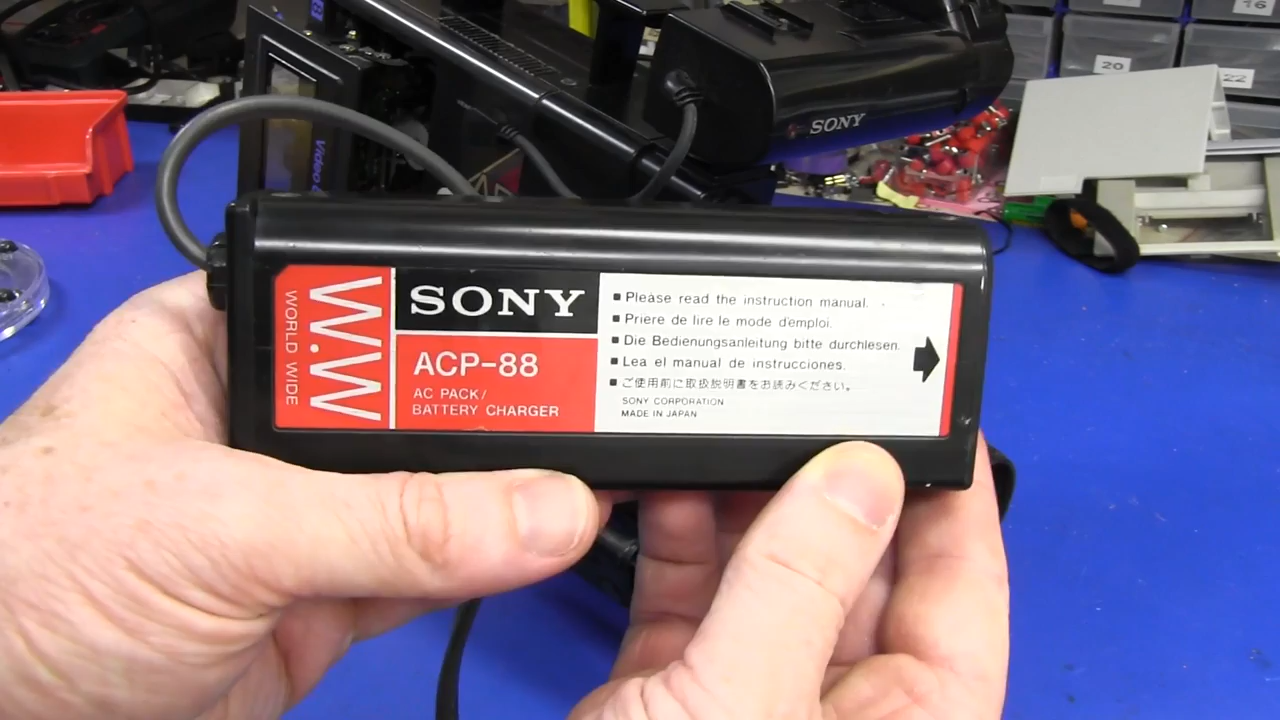 16
20
22
SONY
Video
W.W
WORLD WIDE
SONY
ACP-88
AC PACK/
BATTERY CHARGER
■ Please read the instruction manual.
■ Priere de lire le mode d'emploi.
■ Die Bedienungsanleitung bitte durchlesen.
■ Lea el manual de instrucciones.
■ ご使用前に取扱説明書をお読みください。
SONY CORPORATION
MADE IN JAPAN